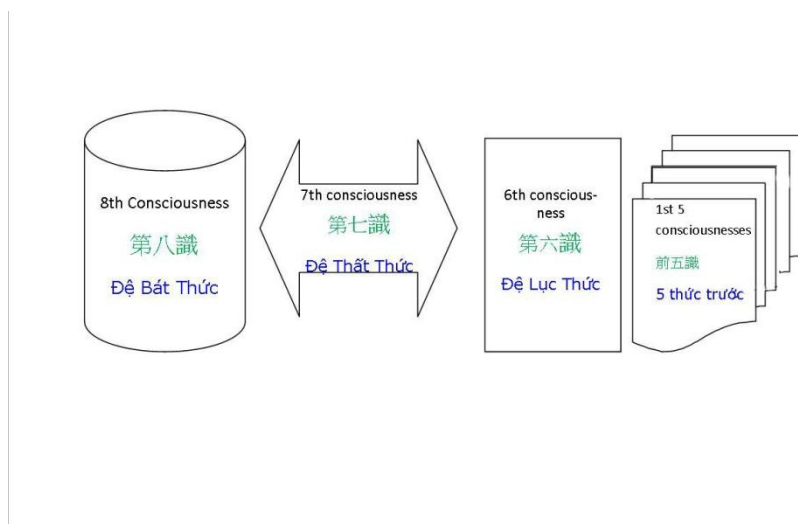 8th Consciousness
第八識
Đệ Bát Thức
7th consciousness
第七識
Đệ Thất Thức
6th conscious-
ness
第六識
Đệ Lục Thức
1st 5
consciousnesses
前五識
5 thức trước